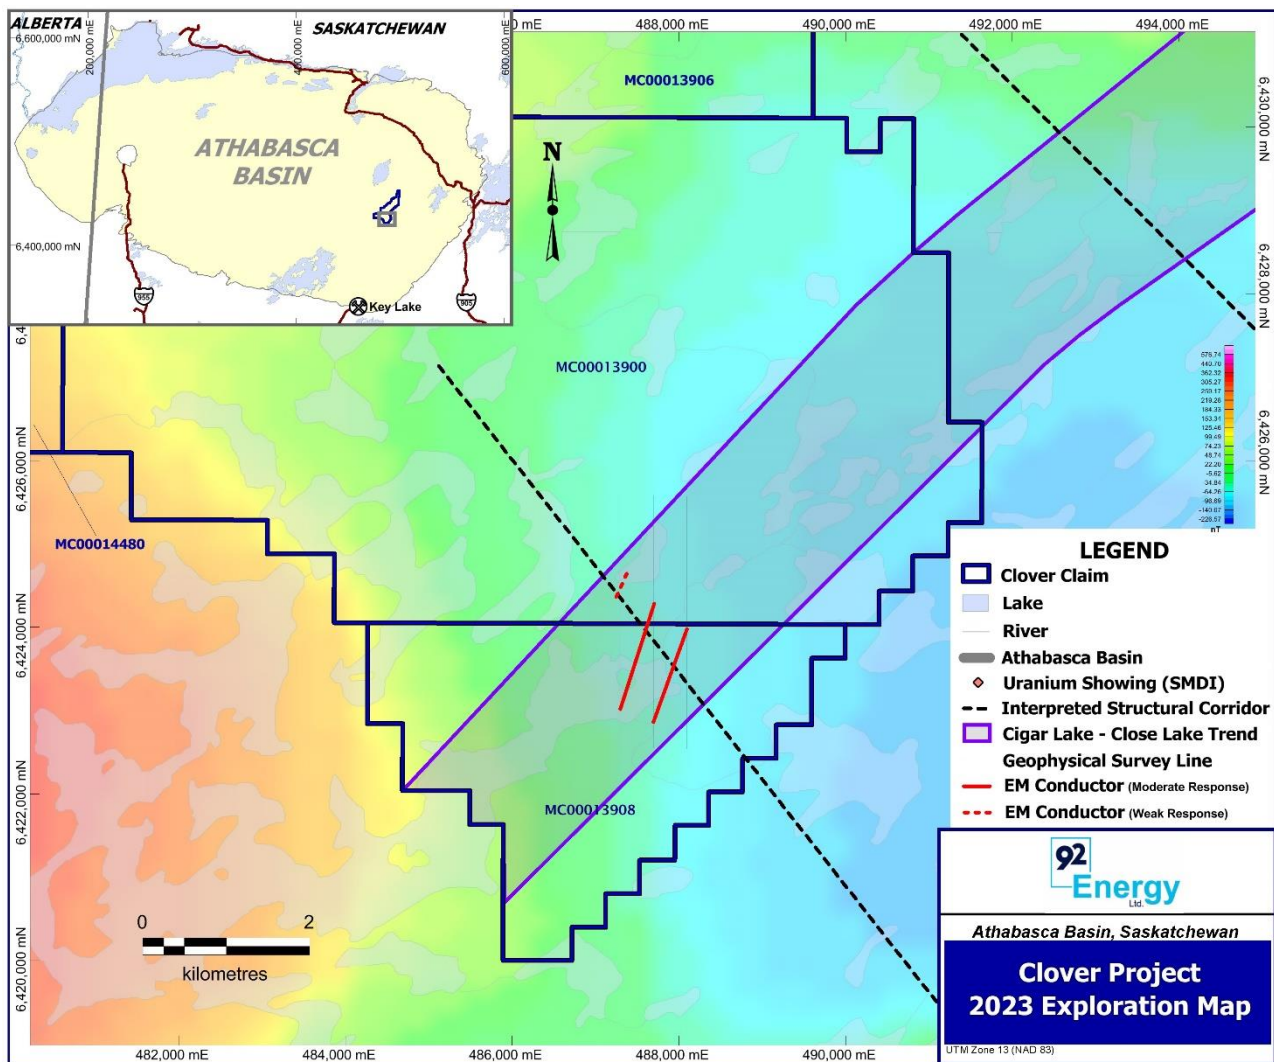 ALBERTA
SASKATCHEWAN
6,600,000 mN
200,000 mE
400,000 mE
600,000 mE
ATHABASCA
BASIN
6,400,000 mN
955
905
Key Lake
000 mE
488,000 mE
490,000 mE
492,000 mE
494,000 mE
MC00013906
N
6,430,000 mN
6,428,000 mN
MC00013900
6,426,000 mN
6,426,000 mN
MC00014480
nT
6,424,000 mN
MC00013908
6,422,000 mN
6,420,000 mN
0 2
kilometres
LEGEND
Clover Claim
Lake
River
Athabasca Basin
Uranium Showing (SMDI)
Interpreted Structural Corridor
Cigar Lake - Close Lake Trend
Geophysical Survey Line
EM Conductor (Moderate Response)
EM Conductor (Weak Response)
92
Energy
Ltd.
Athabasca Basin, Saskatchewan
Clover Project
2023 Exploration Map
UTM Zone 13 (NAD 83)
482,000 mE
484,000 mE
486,000 mE
488,000 mE
490,000 mE